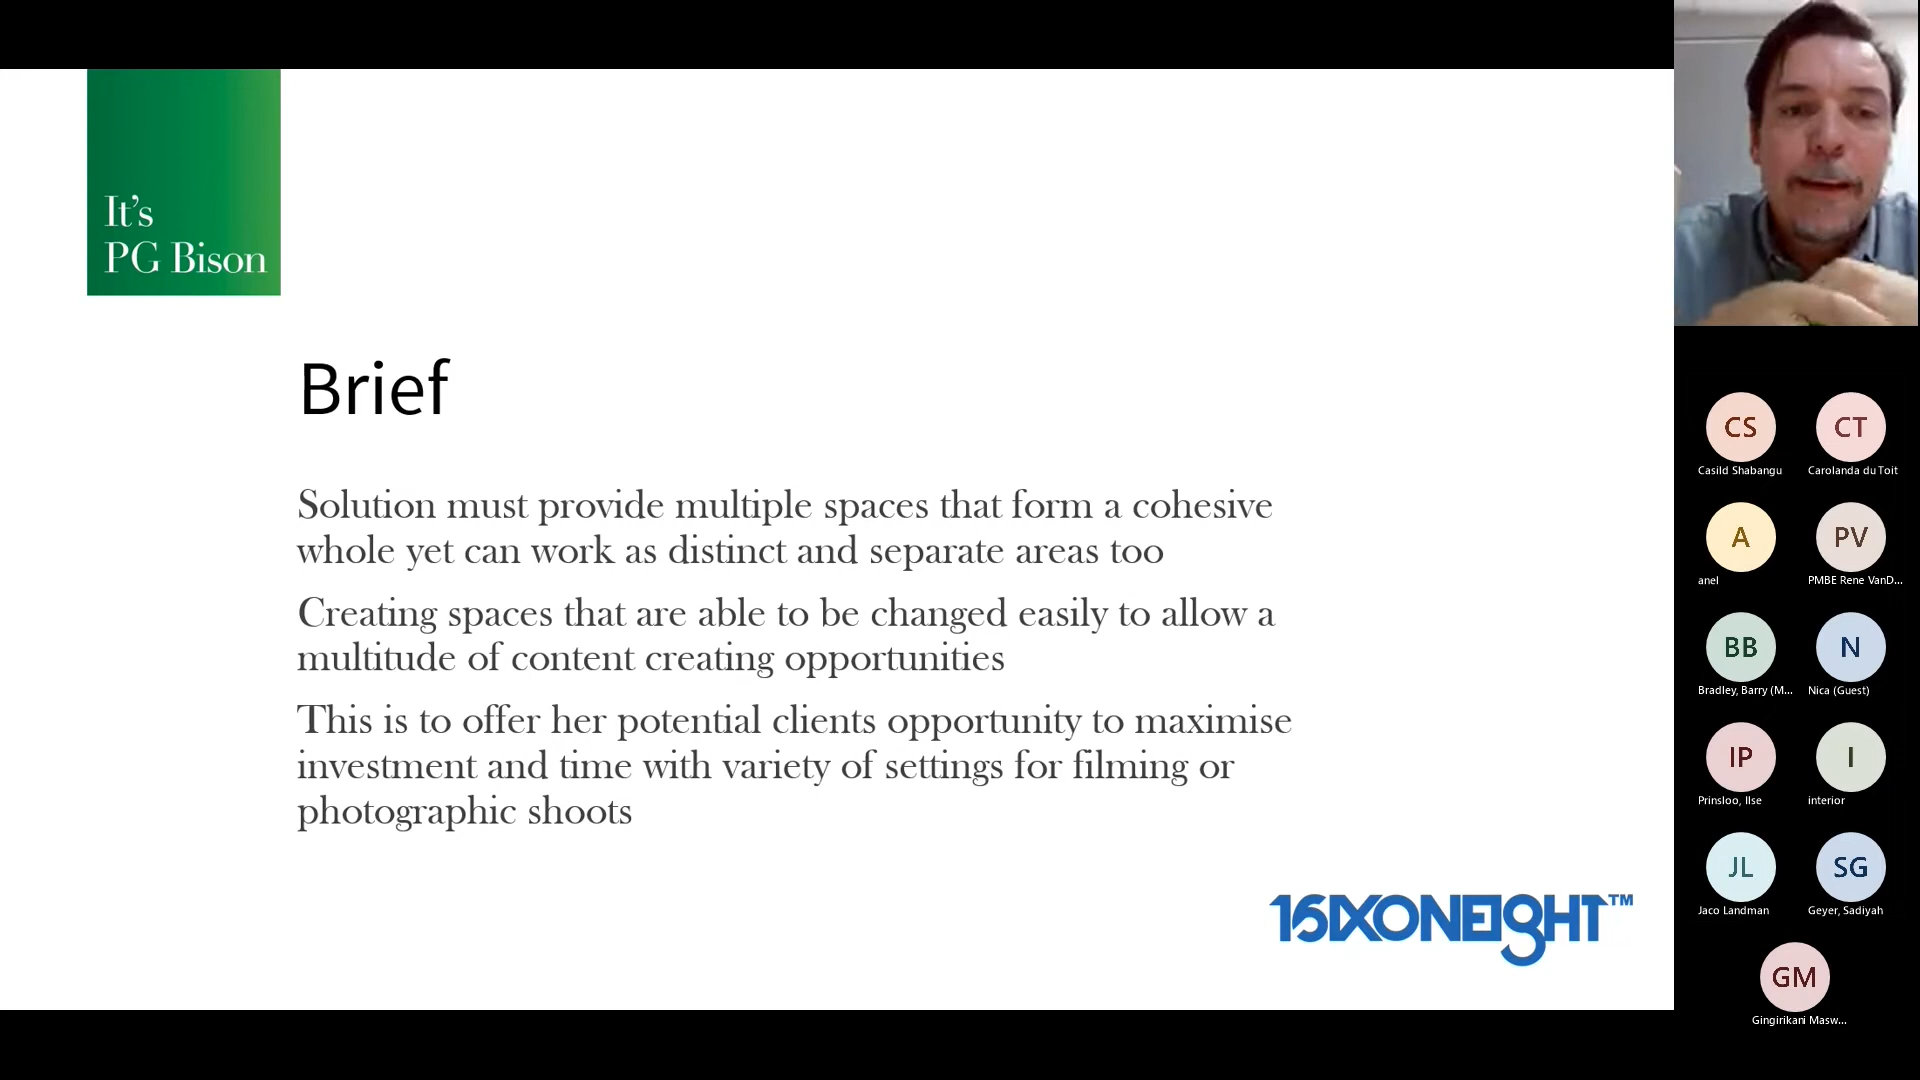 It's
PG Bison
Brief
Solution must provide multiple spaces that form a cohesive
whole yet can work as distinct and separate areas too
Creating spaces that are able to be changed easily to allow a
multitude of content creating opportunities
This is to offer her potential clients opportunity to maximise
investment and time with variety of settings for filming or
photographic shoots
16IXONEIGHT™
CS
CT
Casild Shabangu
Carolanda du Toit
A
PV
anel
PMBE Rene VanD...
BB
N
Bradley, Barry (M...
Nica (Guest)
IP
I
Prinsloo, Ilse
interior
JL
SG
Jaco Landman
Geyer, Sadiyah
GM
Gingirikani Masw...